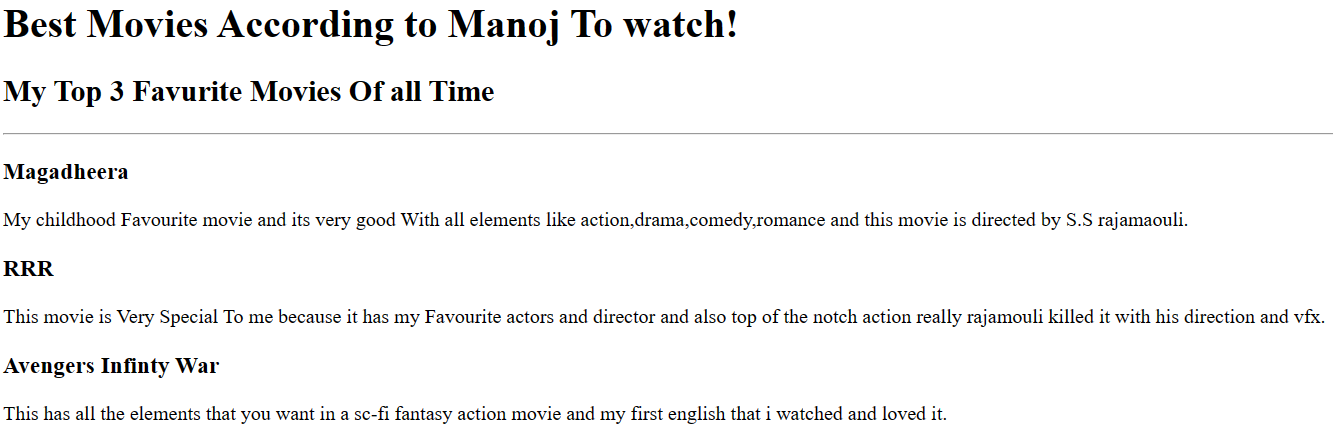 Best Movies According to Manoj To watch!
My Top 3 Favurite Movies Of all Time
Magadheera
My childhood Favourite movie and its very good With all elements like action,drama,comedy,romance and this movie is directed by S.S rajamaouli.
RRR
This movie is Very Special To me because it has my Favourite actors and director and also top of the notch action really rajamouli killed it with his direction and vfx.
Avengers Infinty War
This has all the elements that you want in a sc-fi fantasy action movie and my first english that i watched and loved it.